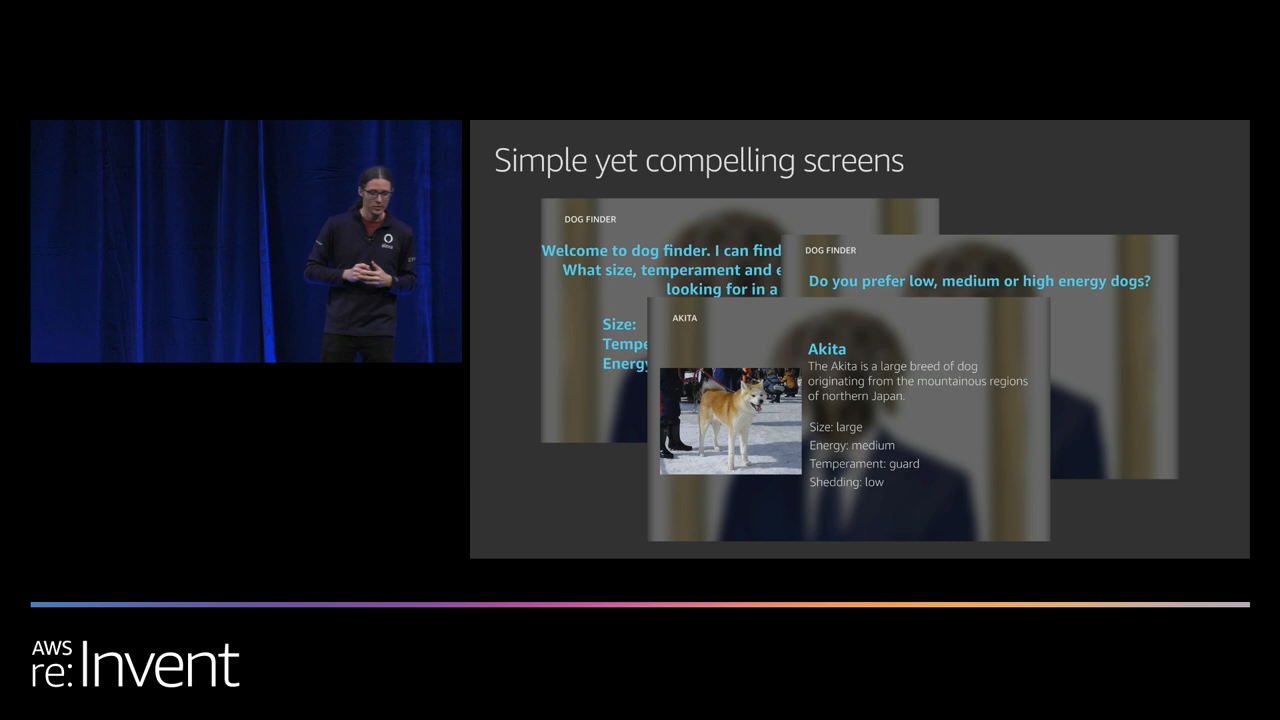 Simple yet compelling screens
DOG FINDER
Welcome to dog finder. I can find
What size, temperament and
looking for in a
Size:
Energy
DOG FINDER
Do you prefer low, medium or high energy dogs?
AKITA
Akita
The Akita is a large breed of dog
originating from the mountainous regions
of northern Japan.
Size: large
Energy: medium
Temperament: guard
Shedding: low
AWS
re:Invent